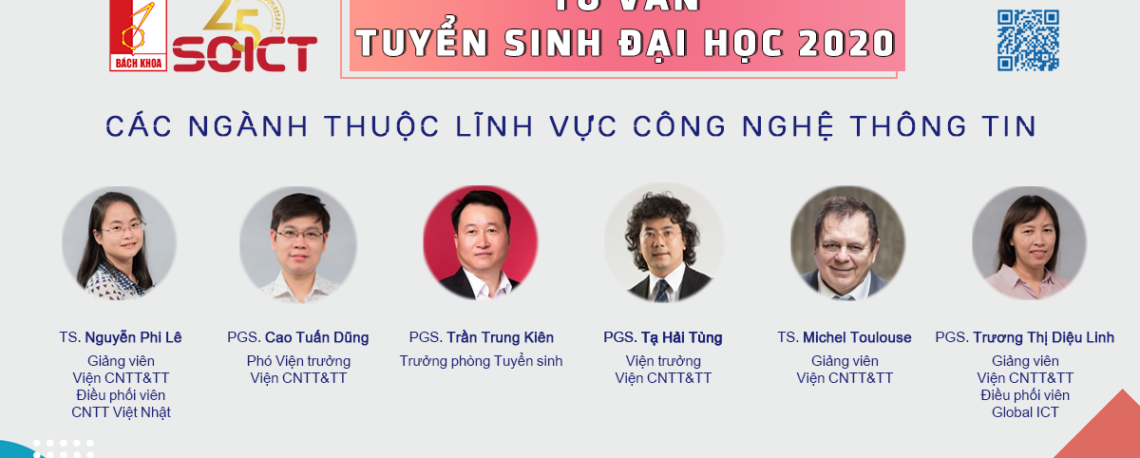 TƯ VẤN
TUYỂN SINH ĐẠI HỌC 2020
BÁCH KHOA
25
SOICT
CÁC NGÀNH THUỘC LĨNH VỰC CÔNG NGHỆ THÔNG TIN
TS. Nguyễn Phi Lê
Giảng viên
Viện CNTT&TT
Điều phối viên
CNTT Việt Nhật
PGS. Cao Tuấn Dũng
Phó Viện trưởng
Viện CNTT&TT
PGS. Trần Trung Kiên
Trưởng phòng Tuyển sinh
PGS. Tạ Hải Tùng
Viện trưởng
Viện CNTT&TT
TS. Michel Toulouse
Giảng viên
Viện CNTT&TT
PGS. Trương Thị Diệu Linh
Giảng viên
Viện CNTT&TT
Điều phối viên
Global ICT